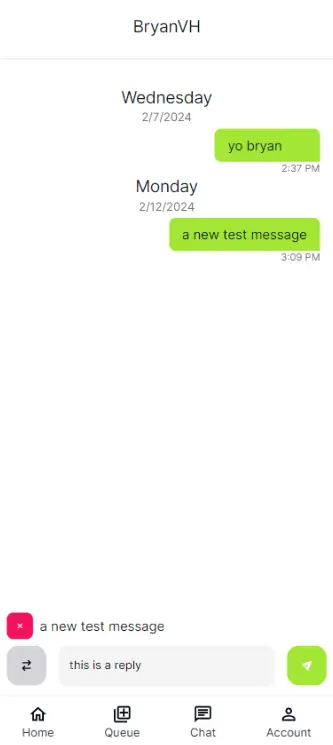 BryanVH
Wednesday
2/7/2024
yo bryan
2:37 PM
Monday
2/12/2024
a new test message
3:09 PM
a new test message
this is a reply
Home Queue Chat Account